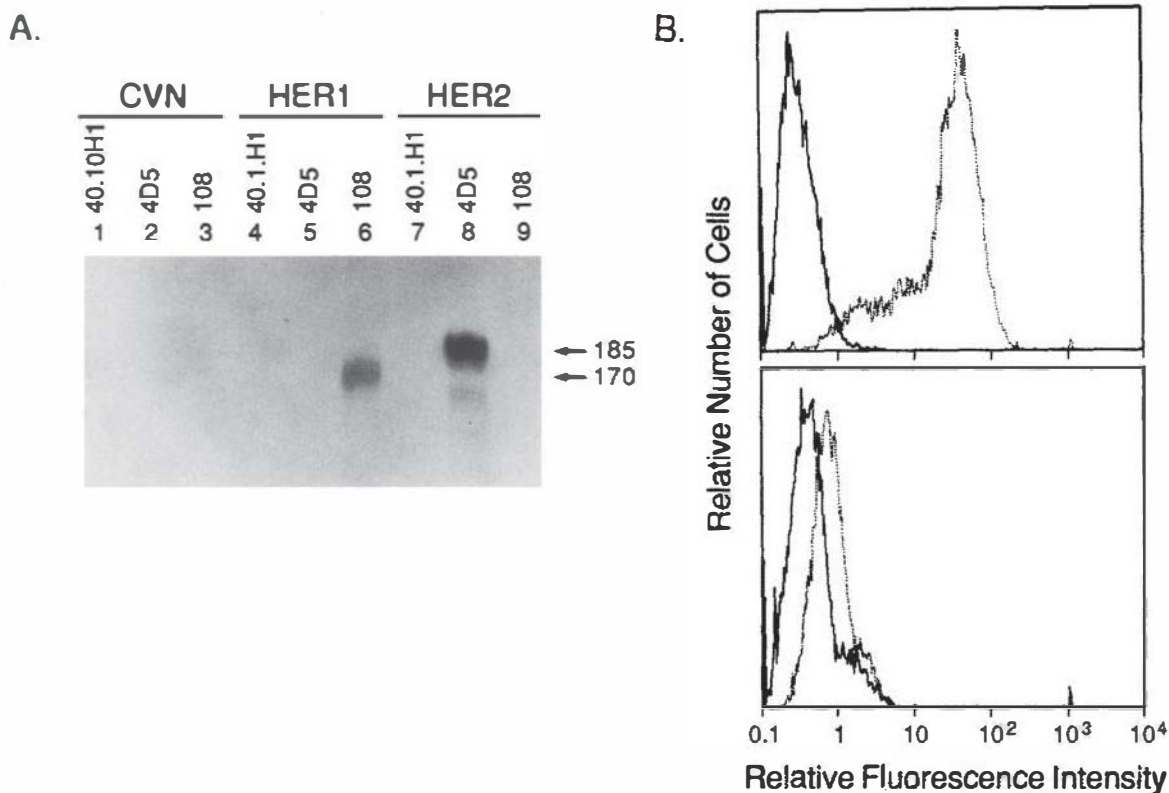 A.
CVN HER1 HER2
40.10H1 4D5 108 40.1.H1 4D5 108 40.1.H1 4D5 108
1 2 3 4 5 6 7 8 9
185
170
B.
Relative Number of Cells
0.1 1 10 10² 10³ 10⁴
Relative Fluorescence Intensity